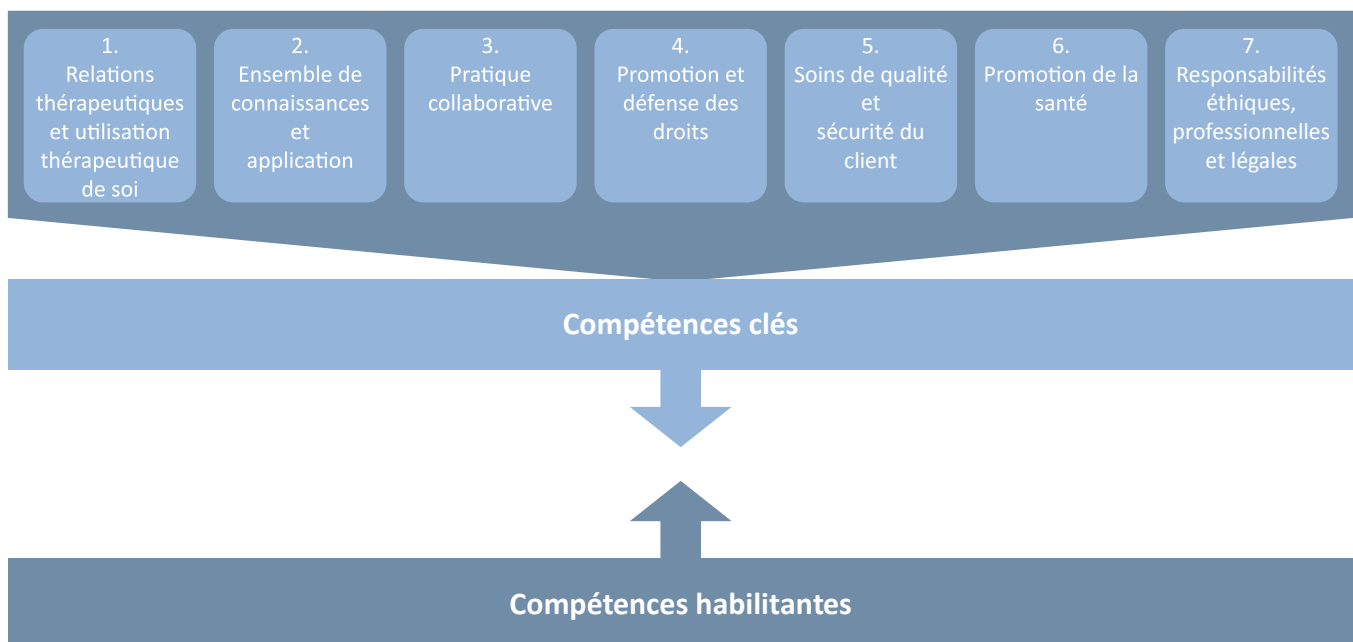 1.
Relations
thérapeutiques
et utilisation
thérapeutique
de soi
2.
Ensemble de
connaissances
et
application
3.
Pratique
collaborative
4.
Promotion et
défense des
droits
5.
Soins de qualité
et
sécurité du
client
6.
Promotion de la
santé
7.
Responsabilités
éthiques,
professionnelles
et légales
Compétences clés
Compétences habilitantes